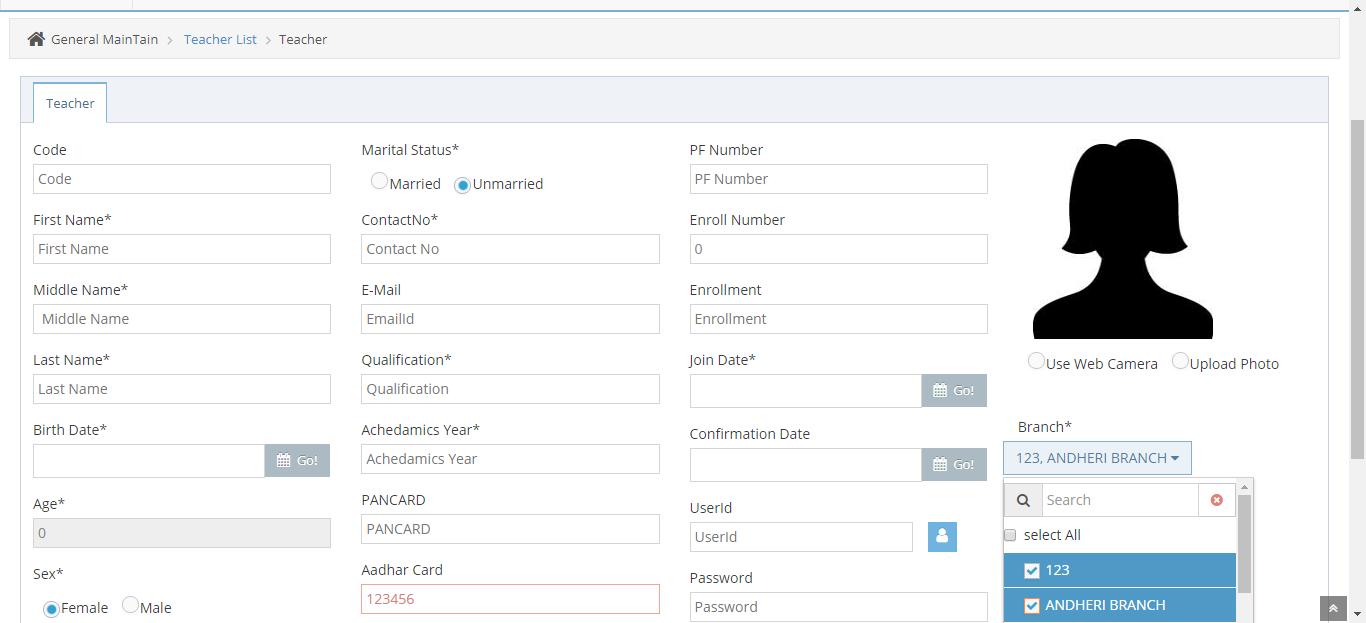 General MainTain > Teacher List > Teacher
Teacher
Code
Code
First Name*
First Name
Middle Name*
Middle Name
Last Name*
Last Name
Birth Date*
Go!
Age*
0
Sex*
Female Male
Marital Status*
Married Unmarried
ContactNo*
Contact No
E-Mail
EmailId
Qualification*
Qualification
Achedamics Year*
Achedamics Year
PANCARD
PANCARD
Aadhar Card
123456
PF Number
PF Number
Enroll Number
0
Enrollment
Enrollment
Join Date*
Go!
Confirmation Date
Go!
UserId
UserId
Password
Password
Use Web Camera Upload Photo
Branch*
123, ANDHERI BRANCH
Search
select All
123
ANDHERI BRANCH